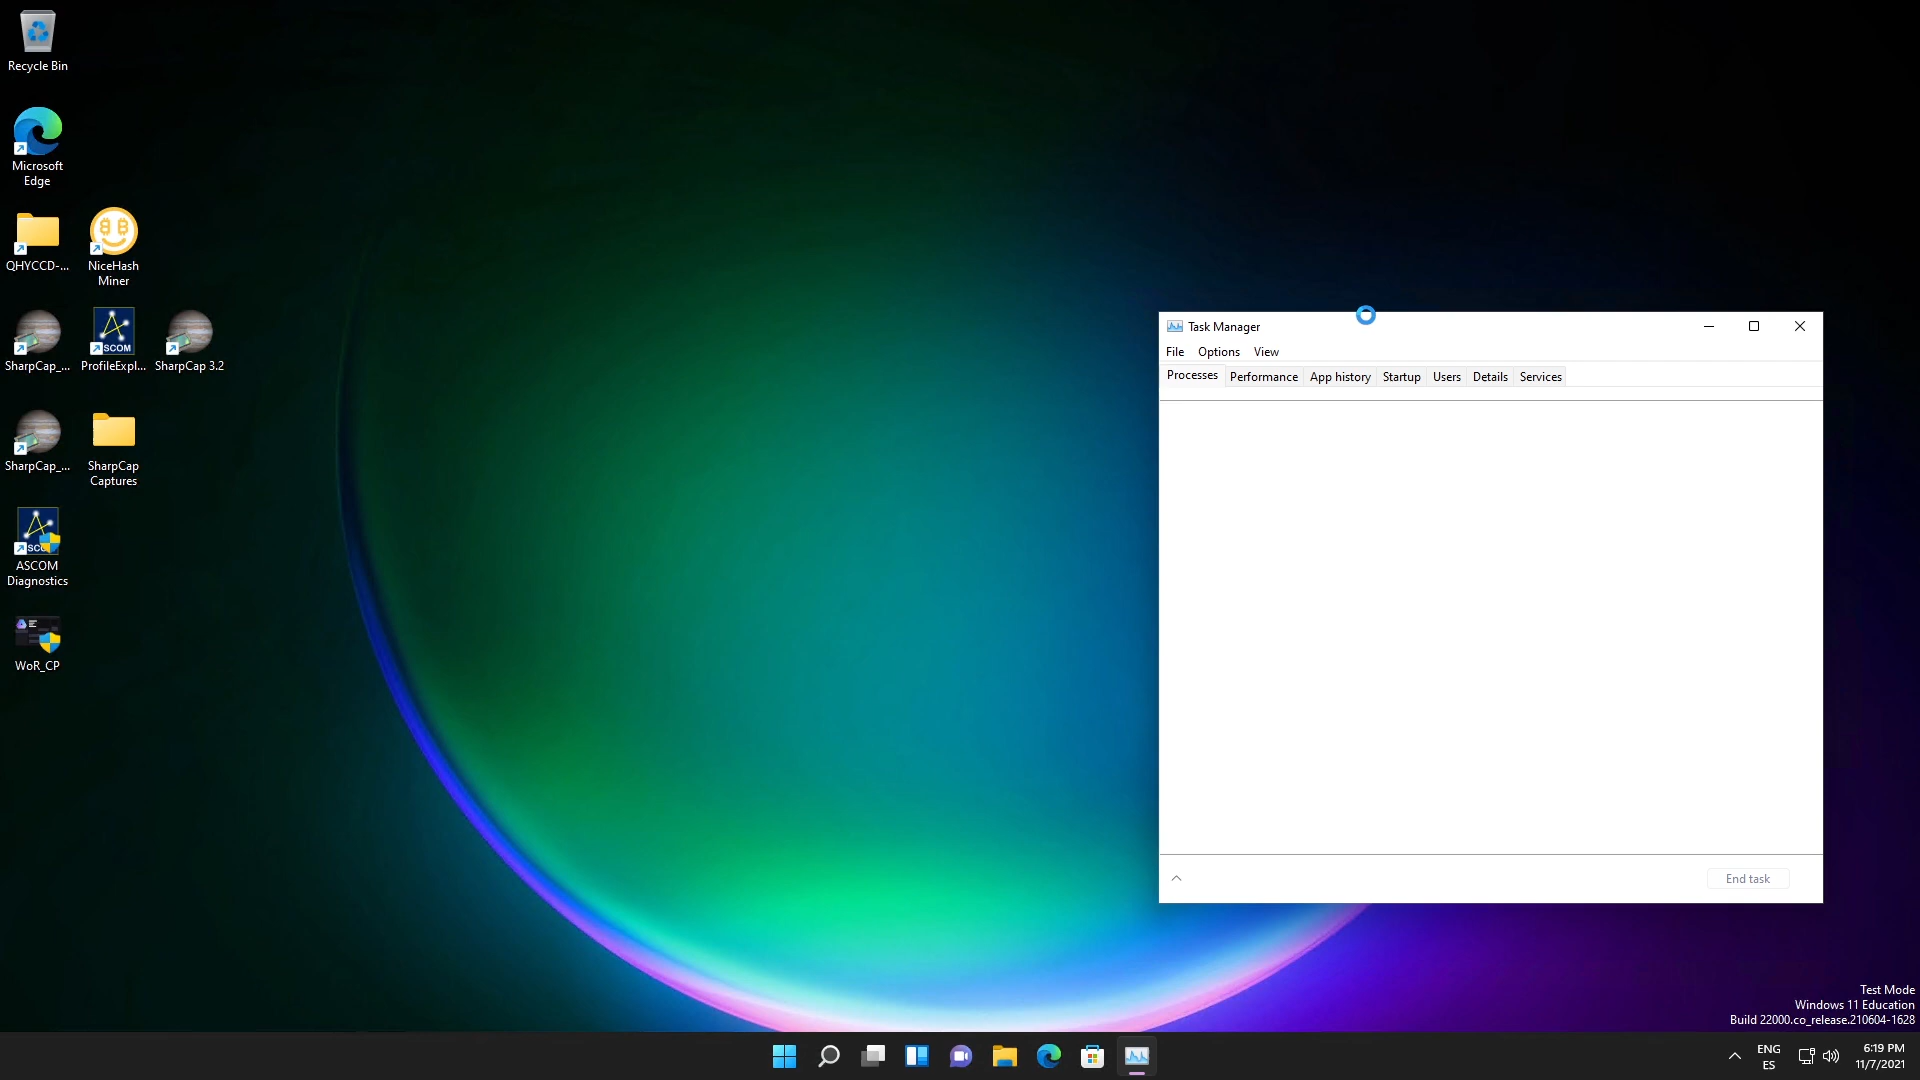 Recycle Bin
Microsoft
Edge
QHYCCD-...
NiceHash
Miner
SharpCap_...
ProfileExpl...
SharpCap 3.2
SharpCap_...
SharpCap
Captures
ASCOM
Diagnostics
WoR_CP
Task Manager
File Options View
Processes Performance App history Startup Users Details Services
End task
Test Mode
Windows 11 Education
Build 22000.co_release.210604-1628
ENG
ES
6:19 PM
11/7/2021